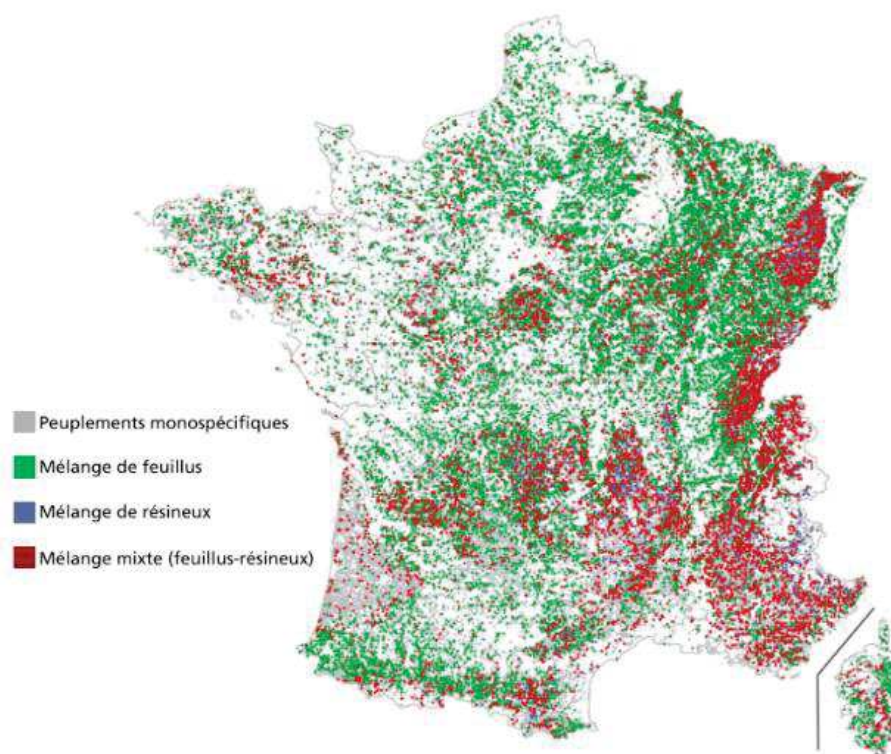 Peuplements monospécifiques
Mélange de feuillus
Mélange de résineux
Mélange mixte (feuillus-résineux)